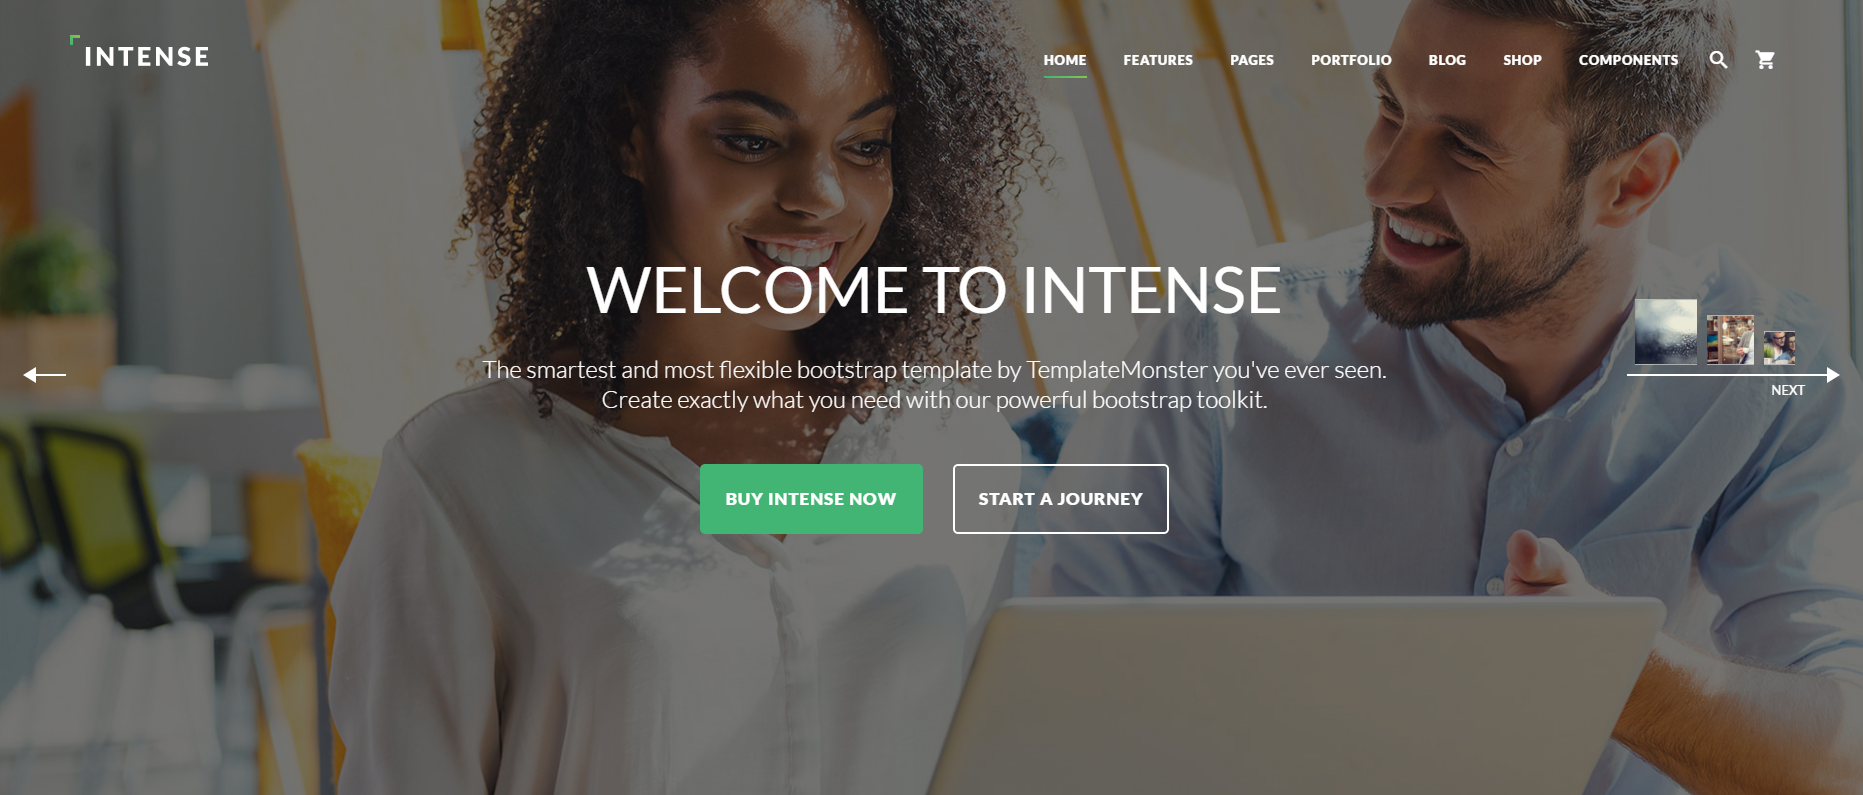 INTENSE
HOME FEATURES PAGES PORTFOLIO BLOG SHOP COMPONENTS
WELCOME TO INTENSE
The smartest and most flexible bootstrap template by TemplateMonster you've ever seen.
Create exactly what you need with our powerful bootstrap toolkit.
NEXT
BUY INTENSE NOW START A JOURNEY